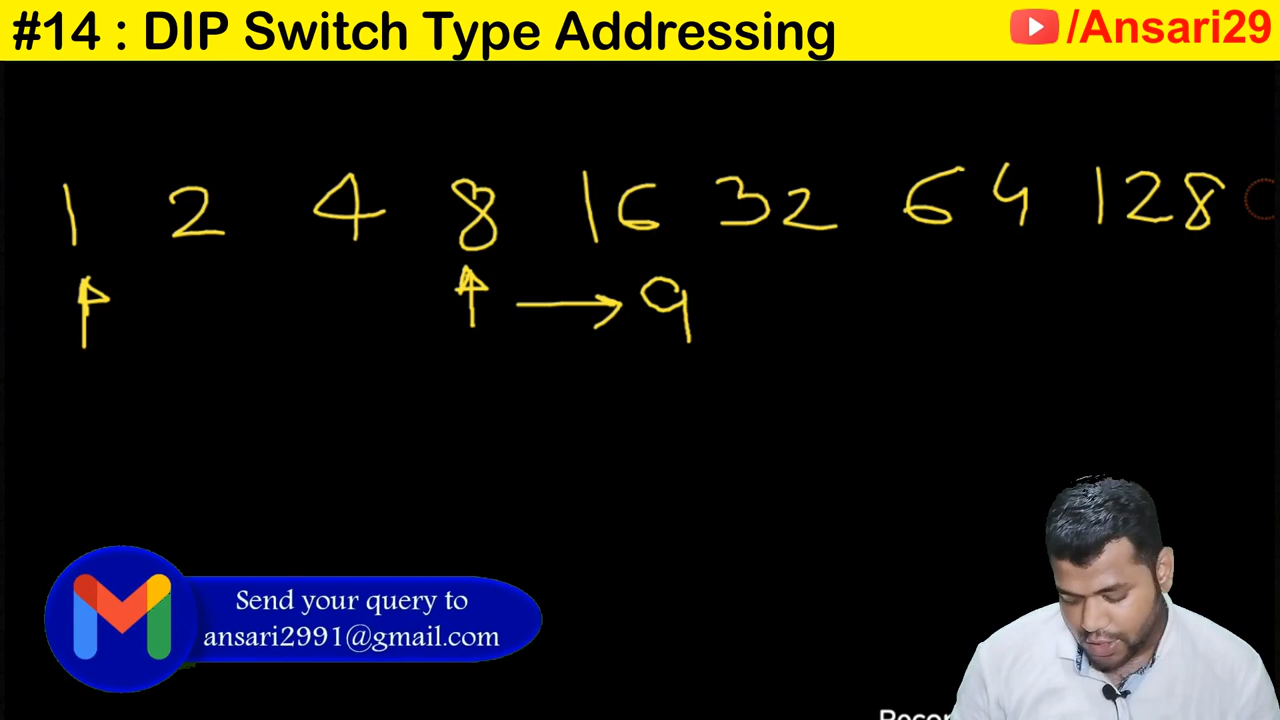 #14 : DIP Switch Type Addressing
/Ansari29
1 2 4 8 16 32 64 128
→ 9
Send your query to
ansari2991@gmail.com